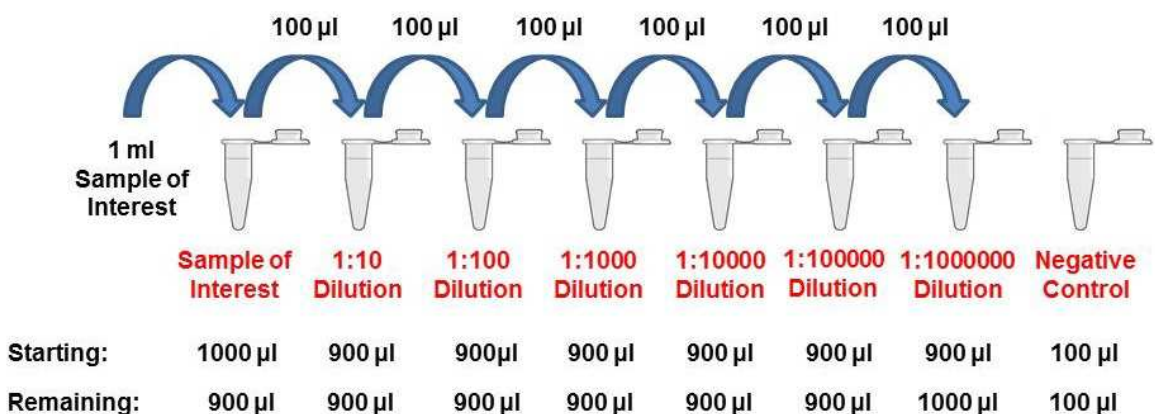 100 µl 100 µl 100 µl 100 µl 100 µl 100 µl
1 ml
Sample of
Interest
Sample of
Interest
1:10
Dilution
1:100
Dilution
1:1000
Dilution
1:10000
Dilution
1:100000
Dilution
1:1000000
Dilution
Negative
Control
Starting: 1000 µl 900 µl 900µl 900 µl 900 µl 900 µl 900 µl 100 µl
Remaining: 900 µl 900 µl 900 µl 900 µl 900 µl 900 µl 1000 µl 100 µl